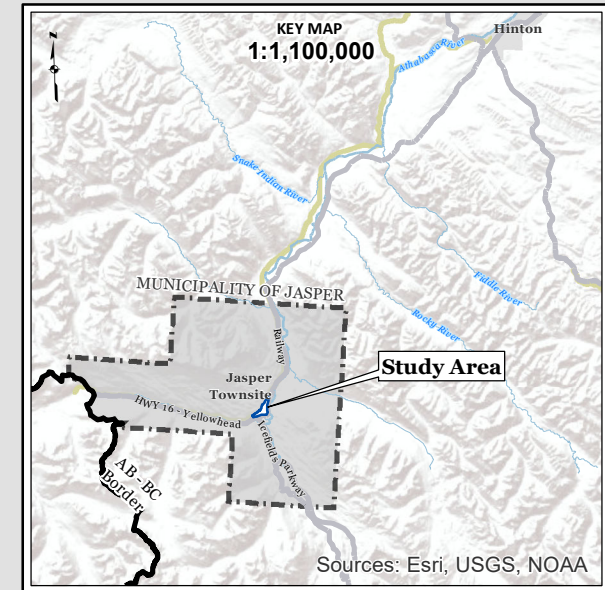 KEY MAP
1:1,100,000
Hinton
Athabasca River
Snake Indian River
Fiddle River
Rocky River
MUNICIPALITY OF JASPER
Railway
Jasper
Townsite
Study Area
HWY 16 - Yellowhead
Icefields Parkway
AB - BC
Border
Sources: Esri, USGS, NOAA